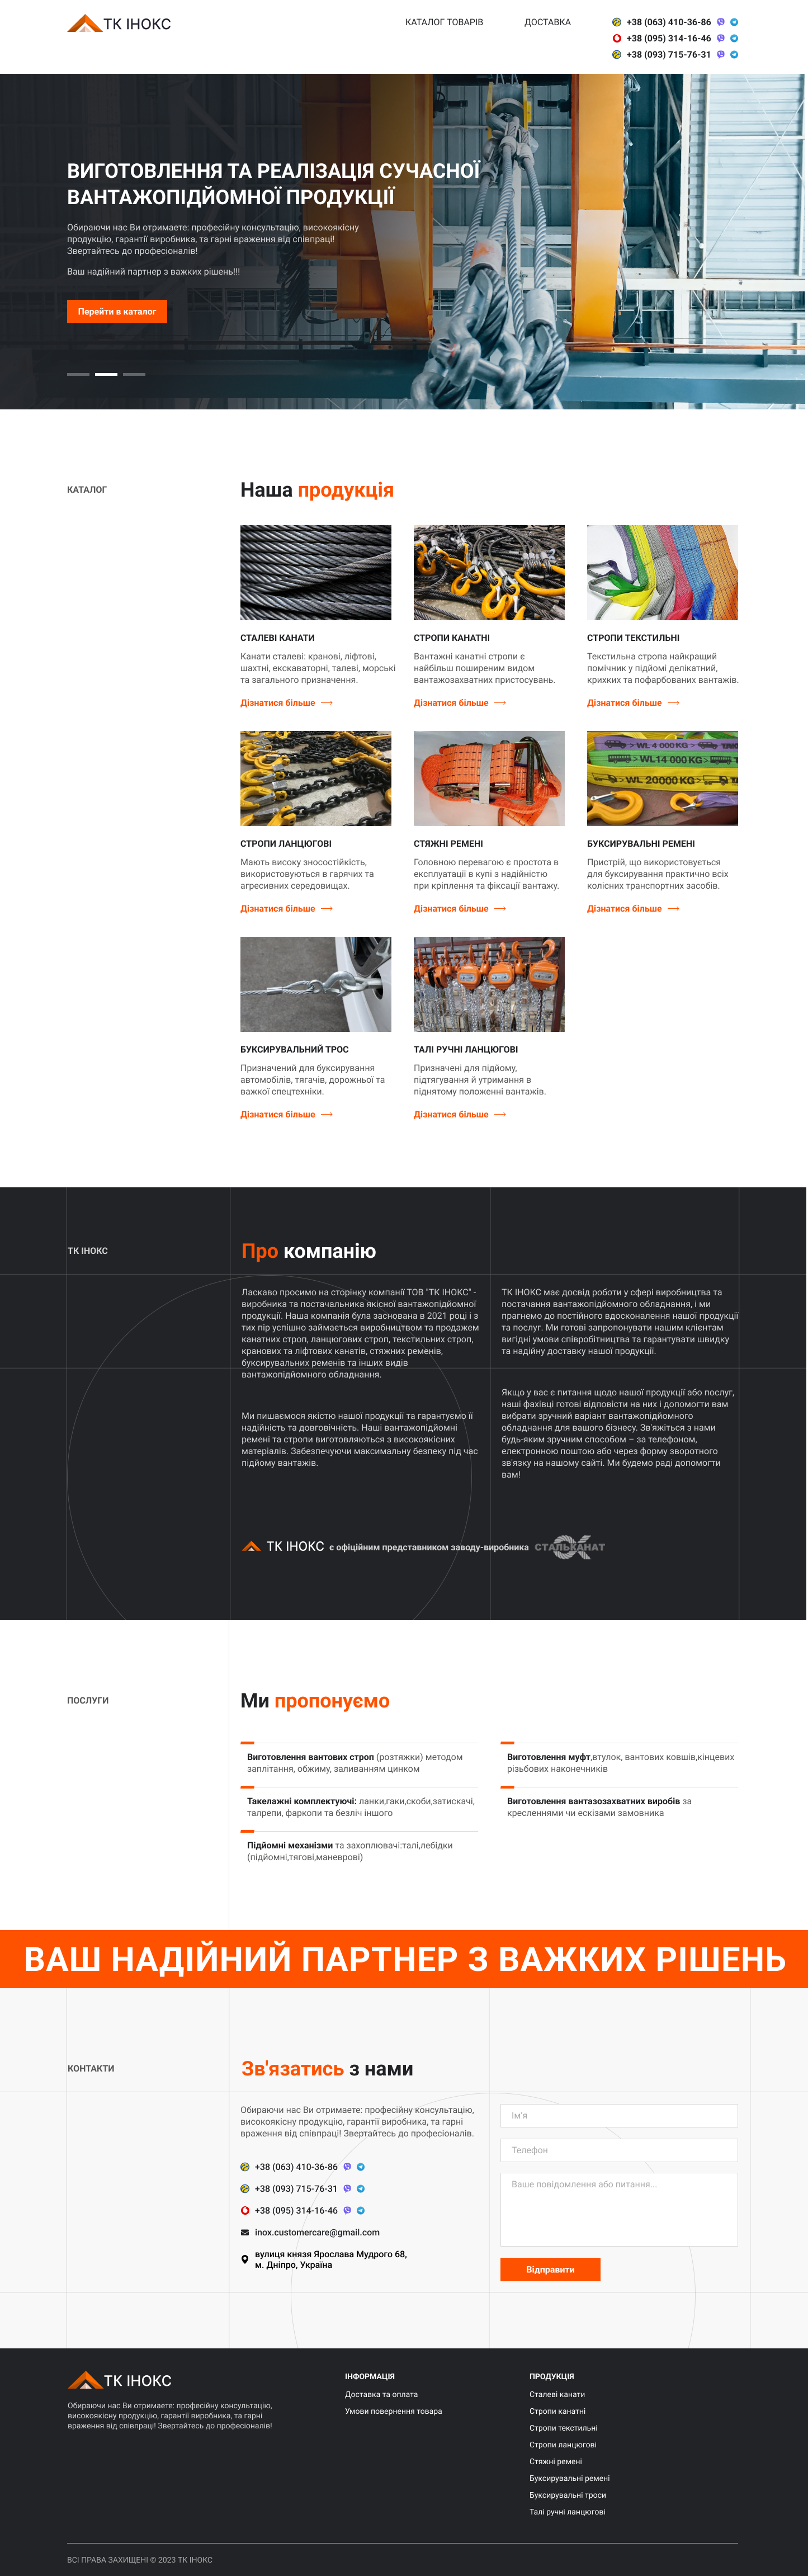 ТК ІНОКС
КАТАЛОГ ТОВАРІВ
ДОСТАВКА
+38 (063) 410-36-86
+38 (095) 314-16-46
+38 (093) 715-76-31
ВИГОТОВЛЕННЯ ТА РЕАЛІЗАЦІЯ СУЧАСНОЇ
ВАНТАЖОПІДЙОМНОЇ ПРОДУКЦІЇ
Обираючи нас Ви отримаєте: професійну консультацію, високоякісну
продукцію, гарантії виробника, та гарні враження від співпраці!
Звертайтесь до професіоналів!
Ваш надійний партнер з важких рішень!!!
Перейти в каталог
КАТАЛОГ
Наша продукція
СТАЛЕВІ КАНАТИ
Канати сталеві: кранові, ліфтові,
шахтні, екскаваторні, талеві, морські
та загального призначення.
Дізнатися більше
СТРОПИ КАНАТНІ
Вантажні канатні стропи є
найбільш поширеним видом
вантажозахватних пристосувань.
Дізнатися більше
СТРОПИ ТЕКСТИЛЬНІ
Текстильна стропа найкращий
помічник у підйомі делікатний,
крихких та пофарбованих вантажів.
Дізнатися більше
WL 4 000KG
WL14 000 KG
WL 20000 KG
СТРОПИ ЛАНЦЮГОВІ
Мають високу зносостійкість,
використовуються в гарячих та
агресивних середовищах.
Дізнатися більше
СТЯЖНІ РЕМЕНІ
Головною перевагою є простота в
експлуатації в купі з надійністю
при кріплення та фіксації вантажу.
Дізнатися більше
БУКСИРУВАЛЬНІ РЕМЕНІ
Пристрій, що використовується
для буксирування практично всіх
колісних транспортних засобів.
Дізнатися більше
БУКСИРУВАЛЬНИЙ ТРОС
Призначений для буксирування
автомобілів, тягачів, дорожньої та
важкої спецтехніки.
Дізнатися більше
ТАЛІ РУЧНІ ЛАНЦЮГОВІ
Призначені для підйому,
підтягування й утримання в
піднятому положенні вантажів.
Дізнатися більше
ТК ІНОКС
Про компанію
Ласкаво просимо на сторінку компанії ТОВ "ТК ІНОКС" -
виробника та постачальника якісної вантажопідйомної
продукції. Наша компанія була заснована в 2021 році і з
тих пір успішно займається виробництвом та продажем
канатних строп, ланцюгових строп, текстильних строп,
кранових та ліфтових канатів, стяжних ременів,
буксирувальних ременів та інших видів
вантажопідйомного обладнання.
Ми пишаємося якістю нашої продукції та гарантуємо її
надійність та довговічність. Наші вантажопідйомні
ремені та стропи виготовляються з високоякісних
матеріалів. Забезпечуючи максимальну безпеку під час
підйому вантажів.
ТК ІНОКС має досвід роботи у сфері виробництва та
постачання вантажопідйомного обладнання, і ми
прагнемо до постійного вдосконалення нашої продукції
та послуг. Ми готові запропонувати нашим клієнтам
вигідні умови співробітництва та гарантувати швидку
та надійну доставку нашої продукції.
Якщо у вас є питання щодо нашої продукції або послуг,
наші фахівці готові відповісти на них і допомогти вам
вибрати зручний варіант вантажопідйомного
обладнання для вашого бізнесу. Зв'яжіться з нами
будь-яким зручним способом – за телефоном,
електронною поштою або через форму зворотного
зв'язку на нашому сайті. Ми будемо раді допомогти
вам!
ТК ІНОКС є офіційним представником заводу-виробника СТАЛЬКАНАТ
ПОСЛУГИ
Ми пропонуємо
Виготовлення вантових строп (розтяжки) методом
заплітання, обжиму, заливанням цинком
Такелажні комплектуючі: ланки,гаки,скоби,затискачі,
талрепи, фаркопи та безліч іншого
Підйомні механізми та захоплювачі:талі,лебідки
(підйомні,тягові,маневрові)
Виготовлення муфт,втулок, вантових ковшів,кінцевих
різьбових наконечників
Виготовлення вантазозахватних виробів за
кресленнями чи ескізами замовника
ВАШ НАДІЙНИЙ ПАРТНЕР З ВАЖКИХ РІШЕНЬ
КОНТАКТИ
Зв'язатись з нами
Обираючи нас Ви отримаєте: професійну консультацію,
високоякісну продукцію, гарантії виробника, та гарні
враження від співпраці! Звертайтесь до професіоналів.
+38 (063) 410-36-86
+38 (093) 715-76-31
+38 (095) 314-16-46
inox.customercare@gmail.com
вулиця князя Ярослава Мудрого 68,
м. Дніпро, Україна
Ім'я
Телефон
Ваше повідомлення або питання...
Відправити
ТК ІНОКС
Обираючи нас Ви отримаєте: професійну консультацію,
високоякісну продукцію, гарантії виробника, та гарні
враження від співпраці! Звертайтесь до професіоналів!
ІНФОРМАЦІЯ
Доставка та оплата
Умови повернення товара
ПРОДУКЦІЯ
Сталеві канати
Стропи канатні
Стропи текстильні
Стропи ланцюгові
Стяжні ремені
Буксирувальні ремені
Буксирувальні троси
Талі ручні ланцюгові
ВСІ ПРАВА ЗАХИЩЕНІ © 2023 ТК ІНОКС